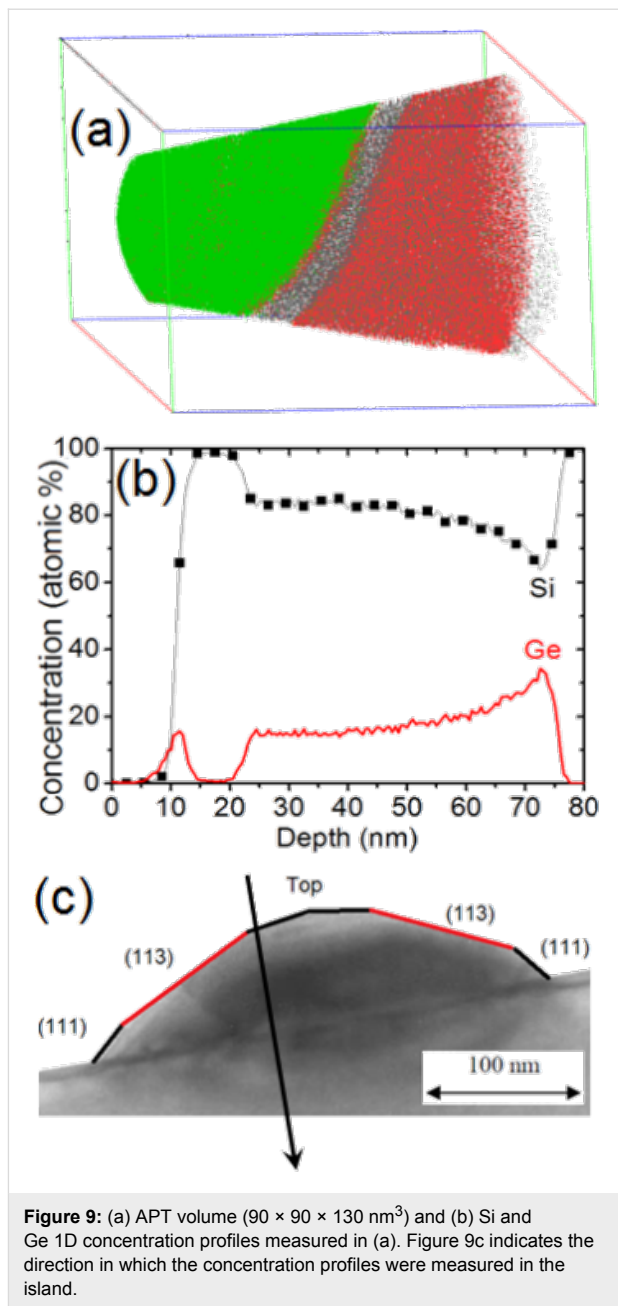 (a)
(b)
100
80
60
40
20
0
Concentration (atomic %)
Si
Ge
0 10 20 30 40 50 60 70 80
Depth (nm)
(c)
Top
(113)
(113)
(111)
(111)
100 nm
Figure 9: (a) APT volume (90 × 90 × 130 nm³) and (b) Si and
Ge 1D concentration profiles measured in (a). Figure 9c indicates the
direction in which the concentration profiles were measured in the
island.